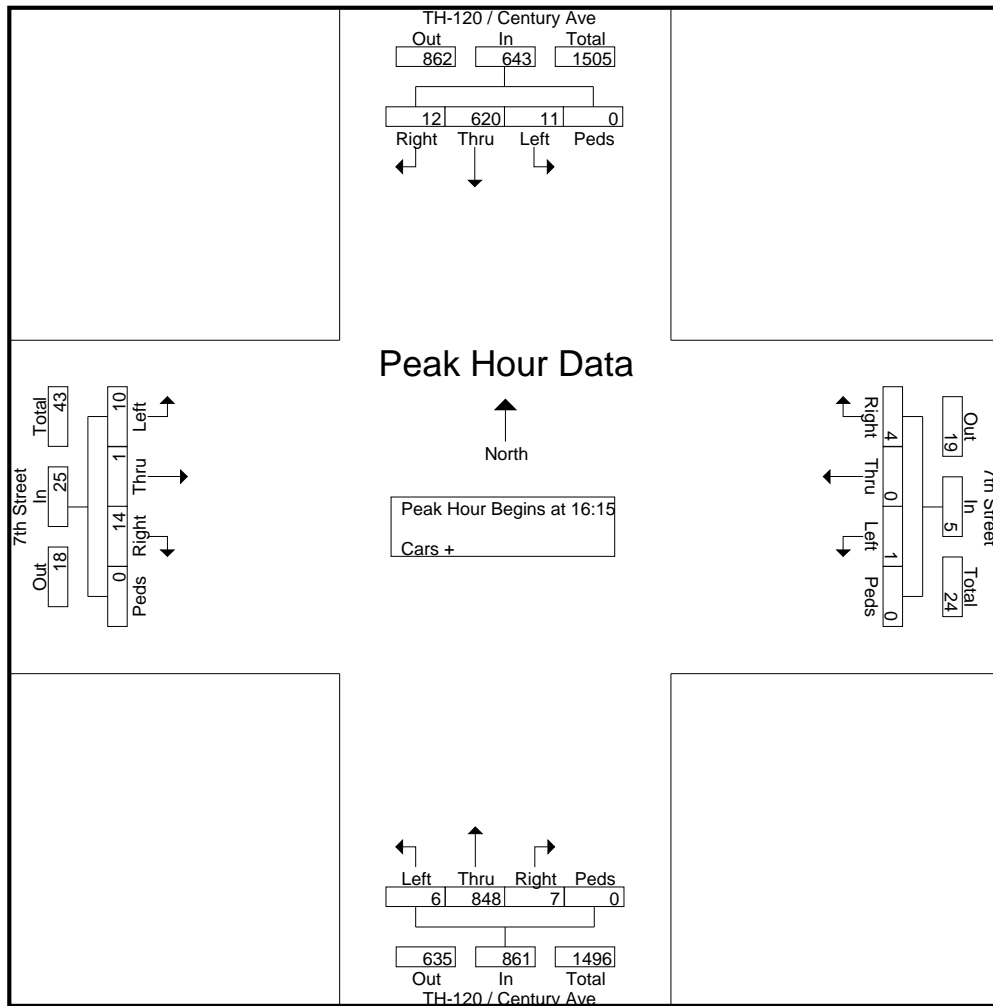 TH-120 / Century Ave
Out In Total
862 643 1505
12 620 11 0
Right Thru Left Peds
Peak Hour Data
North
Peak Hour Begins at 16:15
Cars +
7th Street
Out In Total
18 25 43
Left Thru Right Peds
10 1 14 0
7th Street
Out In Total
19 5 24
Right Thru Left Peds
4 0 1 0
Left Thru Right Peds
6 848 7 0
635 861 1496
Out In Total
TH-120 / Century Ave